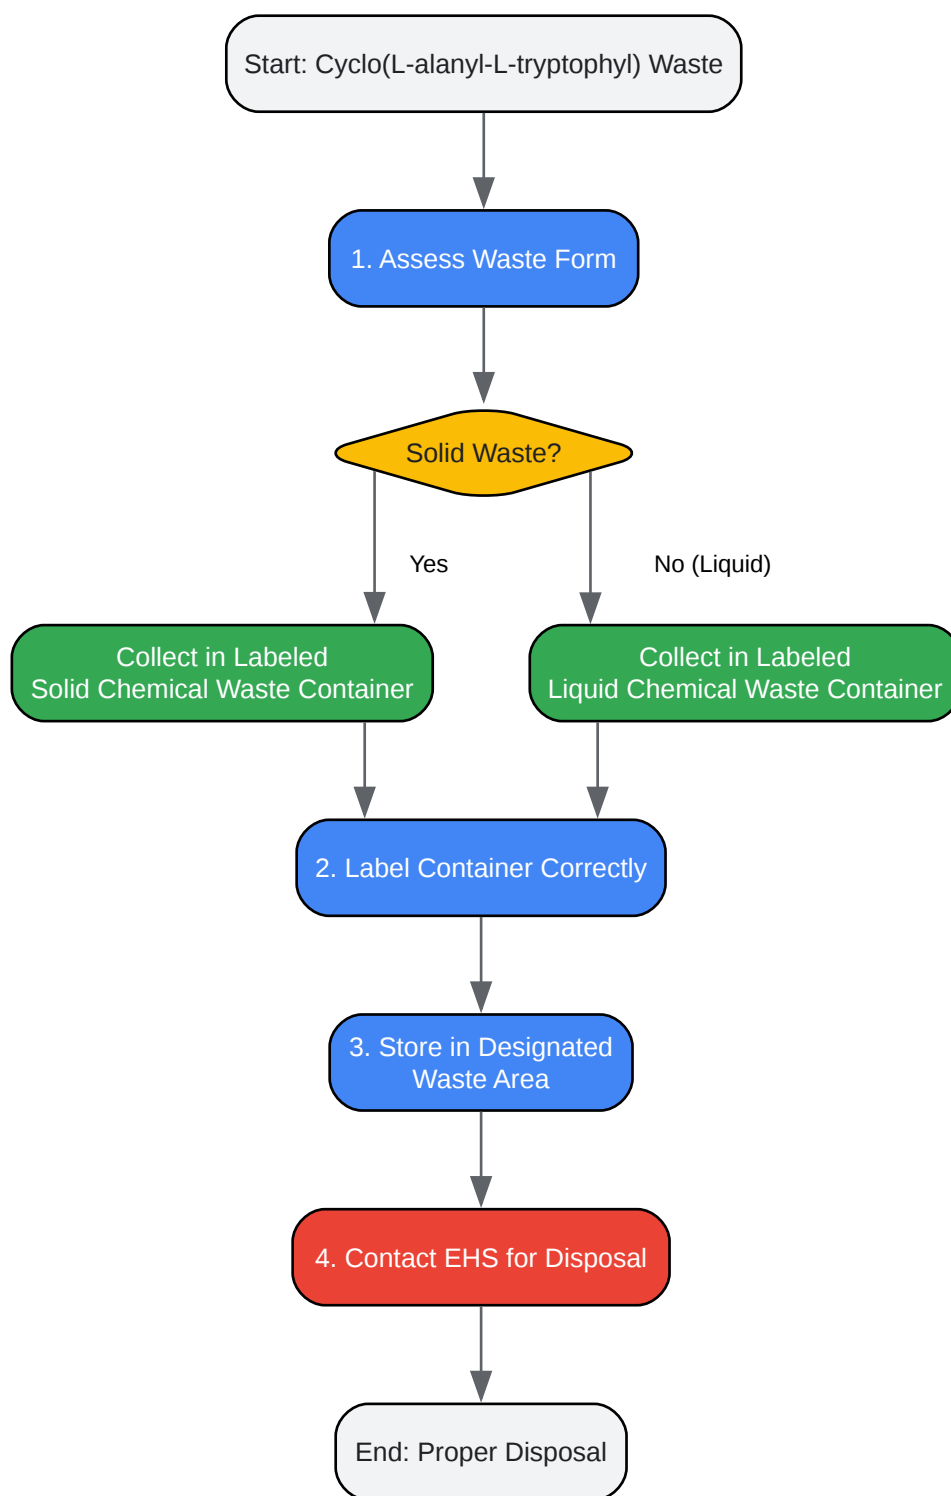 Start: Cyclo(L-alanyl-L-tryptophyl) Waste
1. Assess Waste Form
Solid Waste?
Yes
No (Liquid)
Collect in Labeled
Solid Chemical Waste Container
Collect in Labeled
Liquid Chemical Waste Container
2. Label Container Correctly
3. Store in Designated
Waste Area
4. Contact EHS for Disposal
End: Proper Disposal